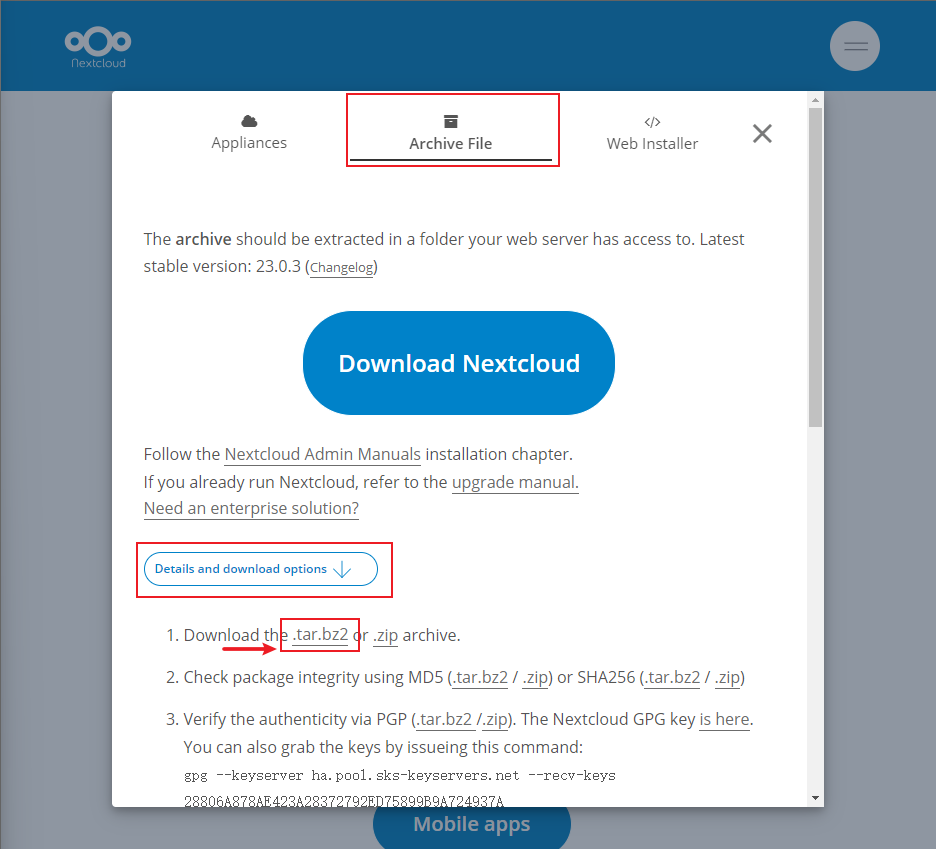 Nextcloud
Appliances
Archive File
Web Installer
The archive should be extracted in a folder your web server has access to. Latest
stable version: 23.0.3 (Changelog)
Download Nextcloud
Follow the Nextcloud Admin Manuals installation chapter.
If you already run Nextcloud, refer to the upgrade manual.
Need an enterprise solution?
Details and download options
1. Download the .tar.bz2 or .zip archive.
2. Check package integrity using MD5 (.tar.bz2 / .zip) or SHA256 (.tar.bz2 / .zip)
3. Verify the authenticity via PGP (.tar.bz2 /.zip). The Nextcloud GPG key is here.
You can also grab the keys by issueing this command:
gpg --keyserver ha.pool.sks-keyservers.net --recv-keys
28806A878AE423A28372792ED75899B9A724937A
Mobile apps